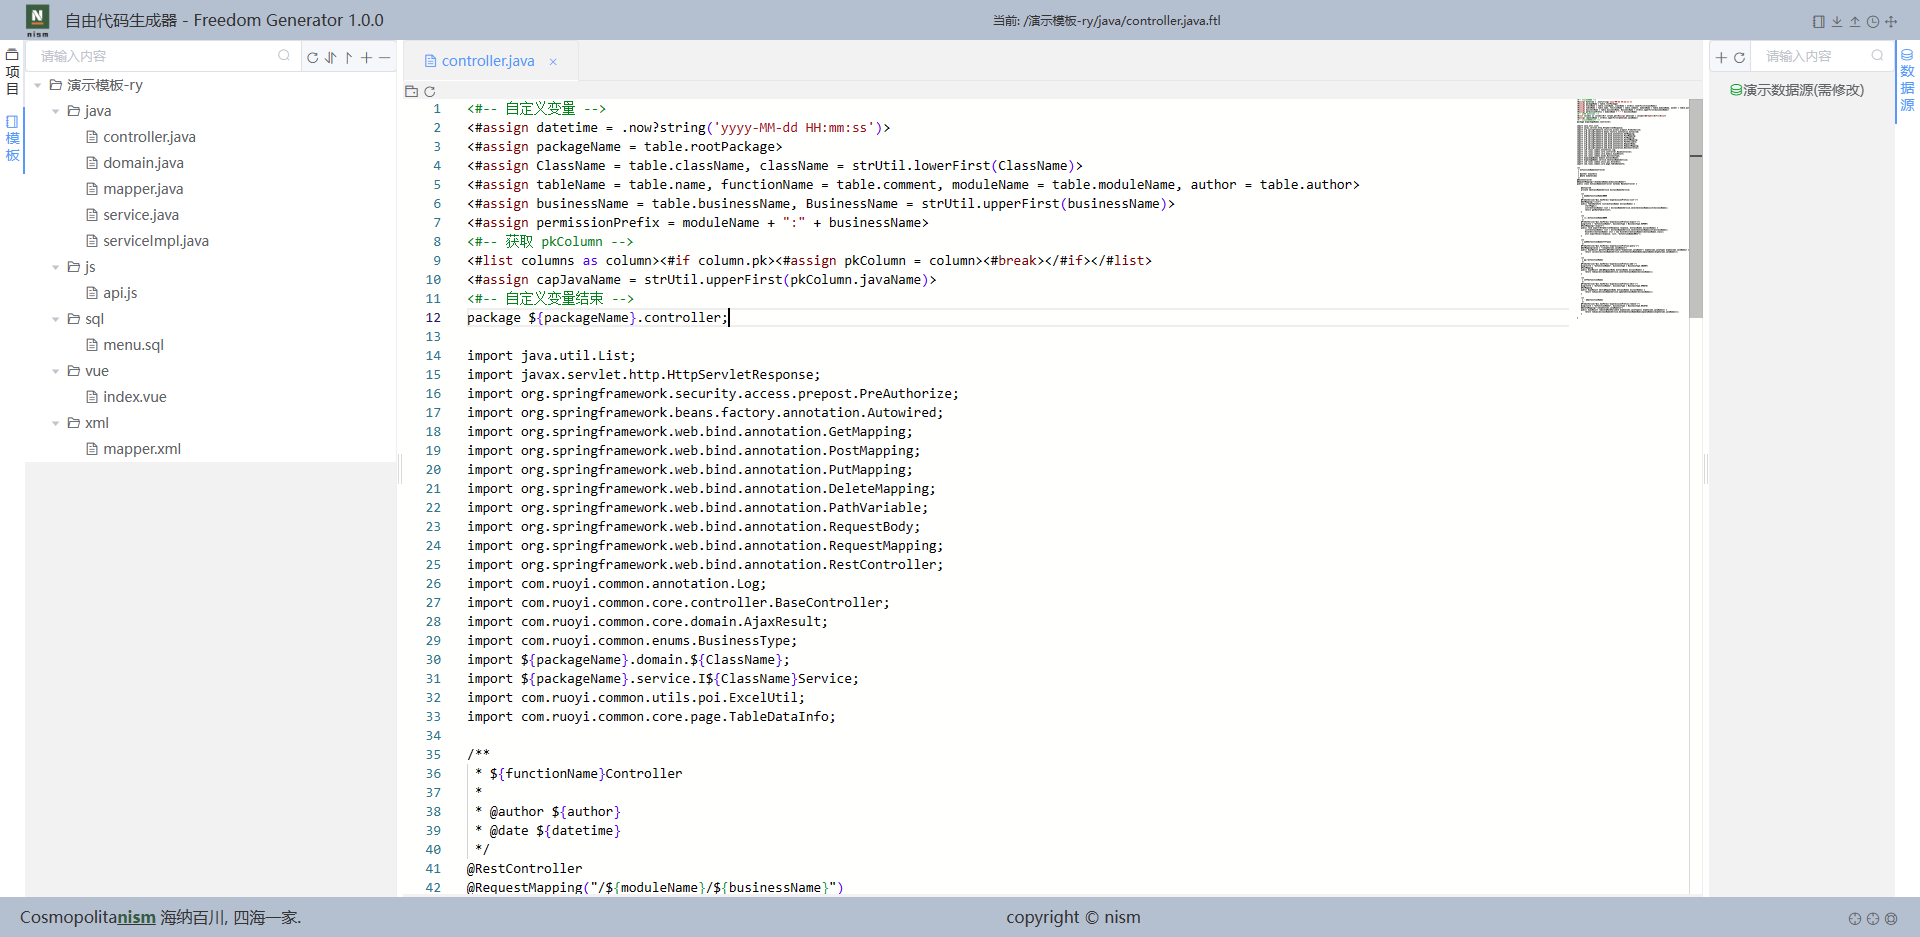 N
nism
自由代码生成器 - Freedom Generator 1.0.0
当前: /演示模板-ry/java/controller.java.ftl
项目
模板
请输入内容
演示模板-ry
java
controller.java
domain.java
mapper.java
service.java
serviceImpl.java
js
api.js
sql
menu.sql
vue
index.vue
xml
mapper.xml
controller.java ×
1 <#-- 自定义变量 -->
2 <#assign datetime = .now?string('yyyy-MM-dd HH:mm:ss')>
3 <#assign packageName = table.rootPackage>
4 <#assign ClassName = table.className, className = strUtil.lowerFirst(ClassName)>
5 <#assign tableName = table.name, functionName = table.comment, moduleName = table.moduleName, author = table.author>
6 <#assign businessName = table.businessName, BusinessName = strUtil.upperFirst(businessName)>
7 <#assign permissionPrefix = moduleName + ":" + businessName>
8 <#-- 获取 pkColumn -->
9 <#list columns as column><#if column.pk><#assign pkColumn = column><#break></#if></#list>
10 <#assign capJavaName = strUtil.upperFirst(pkColumn.javaName)>
11 <#-- 自定义变量结束 -->
12 package ${packageName}.controller;
13
14 import java.util.List;
15 import javax.servlet.http.HttpServletResponse;
16 import org.springframework.security.access.prepost.PreAuthorize;
17 import org.springframework.beans.factory.annotation.Autowired;
18 import org.springframework.web.bind.annotation.GetMapping;
19 import org.springframework.web.bind.annotation.PostMapping;
20 import org.springframework.web.bind.annotation.PutMapping;
21 import org.springframework.web.bind.annotation.DeleteMapping;
22 import org.springframework.web.bind.annotation.PathVariable;
23 import org.springframework.web.bind.annotation.RequestBody;
24 import org.springframework.web.bind.annotation.RequestMapping;
25 import org.springframework.web.bind.annotation.RestController;
26 import com.ruoyi.common.annotation.Log;
27 import com.ruoyi.common.core.controller.BaseController;
28 import com.ruoyi.common.core.domain.AjaxResult;
29 import com.ruoyi.common.enums.BusinessType;
30 import ${packageName}.domain.${ClassName};
31 import ${packageName}.service.I${ClassName}Service;
32 import com.ruoyi.common.utils.poi.ExcelUtil;
33 import com.ruoyi.common.core.page.TableDataInfo;
34
35 /**
36 * ${functionName}Controller
37 *
38 * @author ${author}
39 * @date ${datetime}
40 */
41 @RestController
42 @RequestMapping("/${moduleName}/${businessName}")
请输入内容
演示数据源(需修改)
数据源
Cosmopolitanism 海纳百川, 四海一家.
copyright © nism